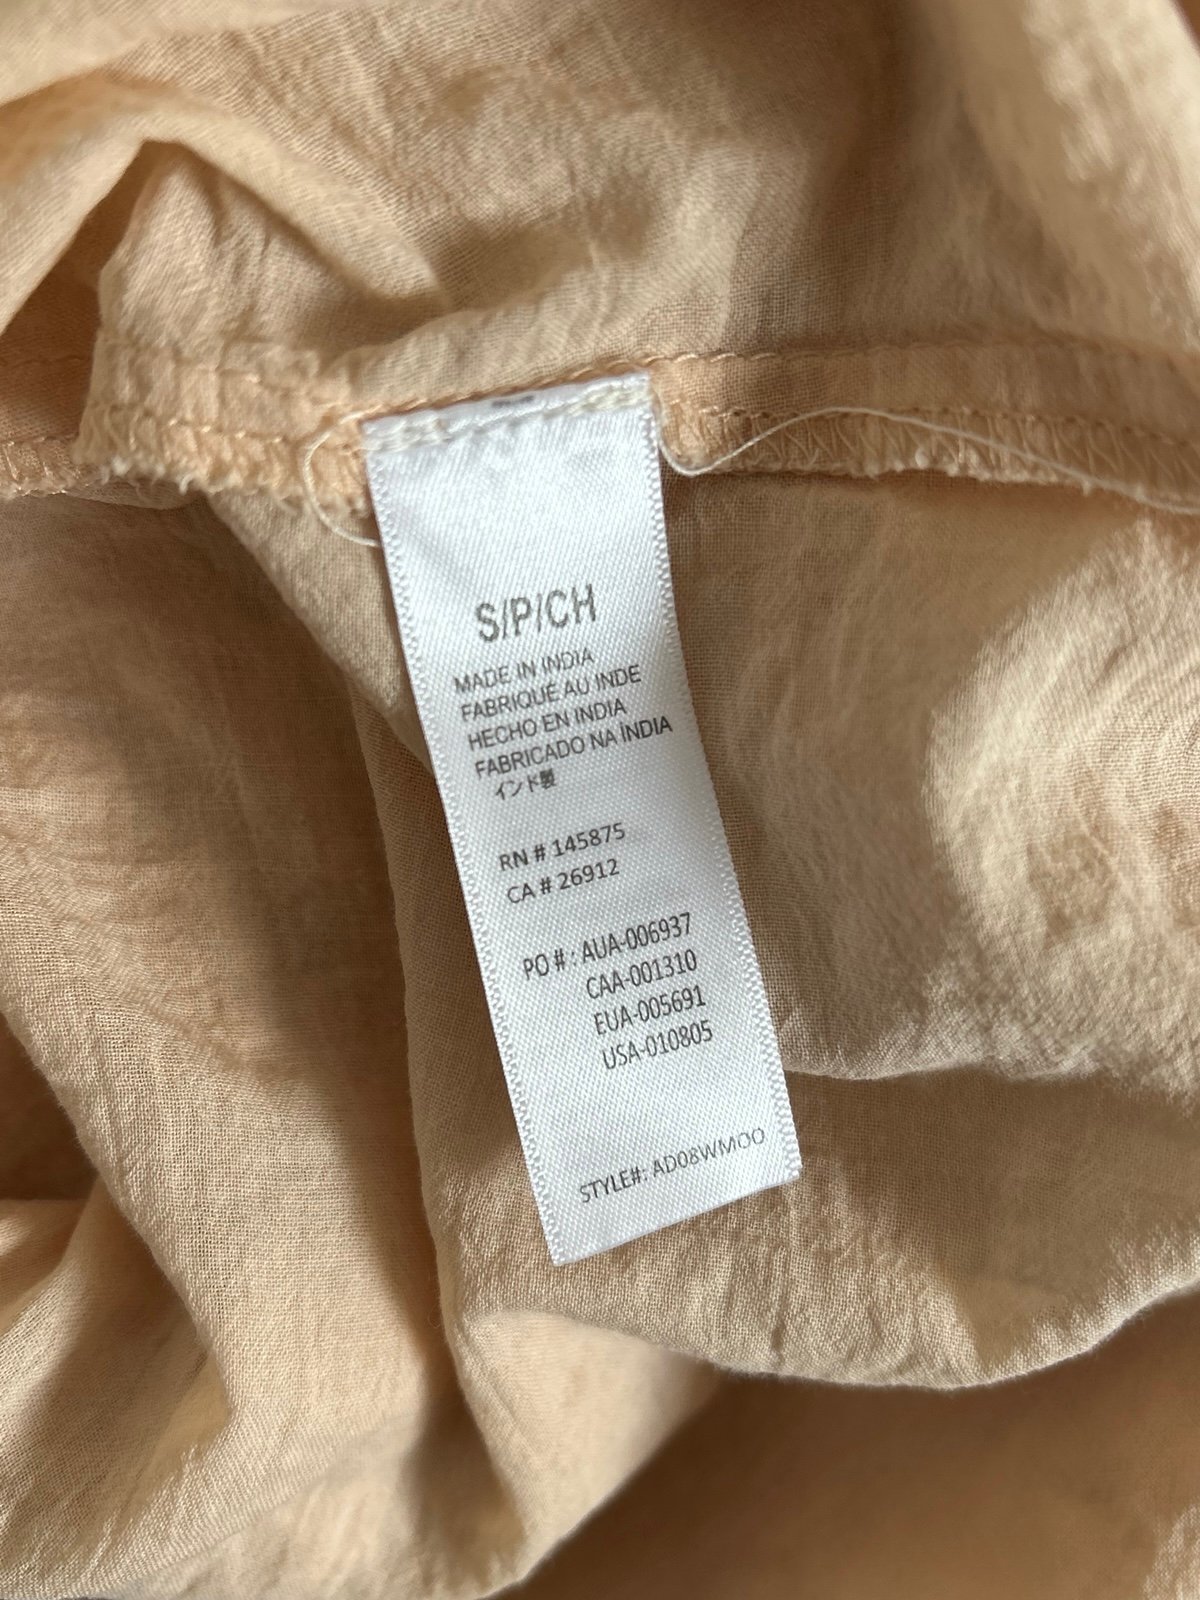 S/P/CH
MADE IN INDIA
FABRIQUÉ AU INDE
HECHO EN INDIA
FABRICADO NA ÍNDIA
インド製
RN # 145875
CA # 26912
PO # : AUA-006937
CAA-001310
EUA-005691
USA-010805
STYLE#: AD08WMOO